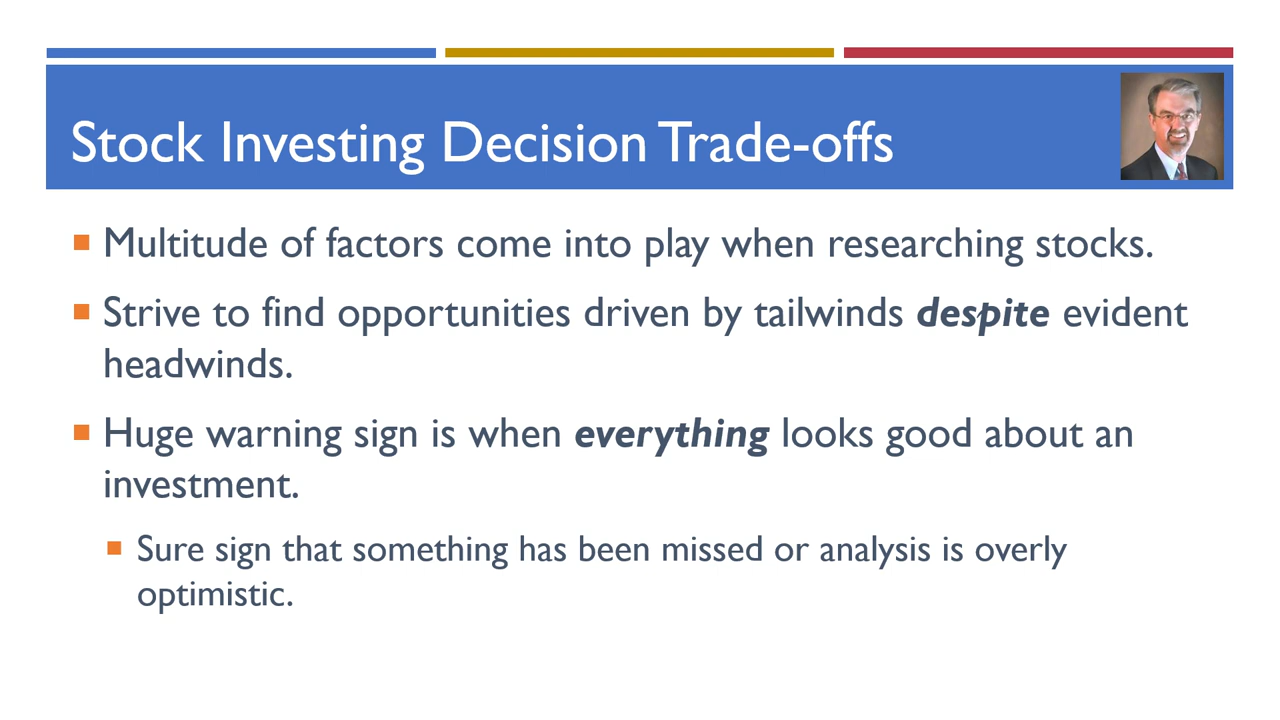 Stock Investing Decision Trade-offs
Multitude of factors come into play when researching stocks.
Strive to find opportunities driven by tailwinds despite evident
headwinds.
Huge warning sign is when everything looks good about an
investment.
Sure sign that something has been missed or analysis is overly
optimistic.